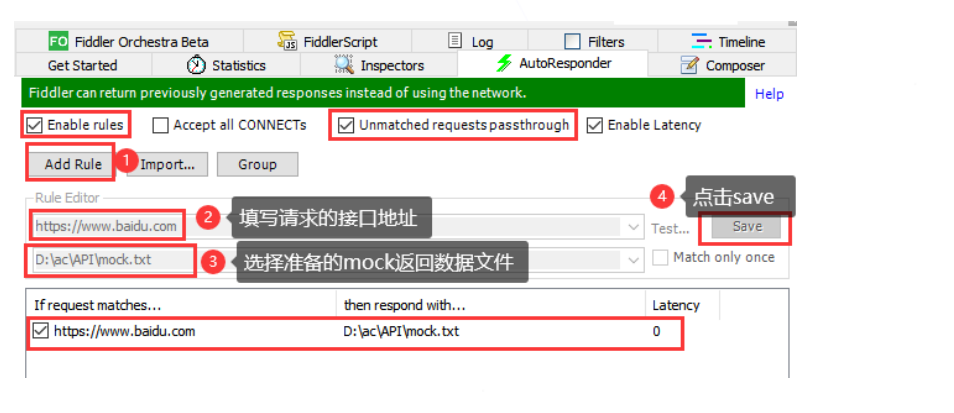 FO Fiddler Orchestra Beta JS FiddlerScript Log Filters Timeline
Get Started Statistics Inspectors AutoResponder Composer
Fiddler can return previously generated responses instead of using the network. Help
Enable rules Accept all CONNECTs Unmatched requests passthrough Enable Latency
Add Rule 1 Import... Group
Rule Editor 4 点击save
https://www.baidu.com 2 填写请求的接口地址 Test... Save
D:\ac\API\mock.txt 3 选择准备的mock返回数据文件 Match only once
If request matches... then respond with... Latency
https://www.baidu.com D:\ac\API\mock.txt 0